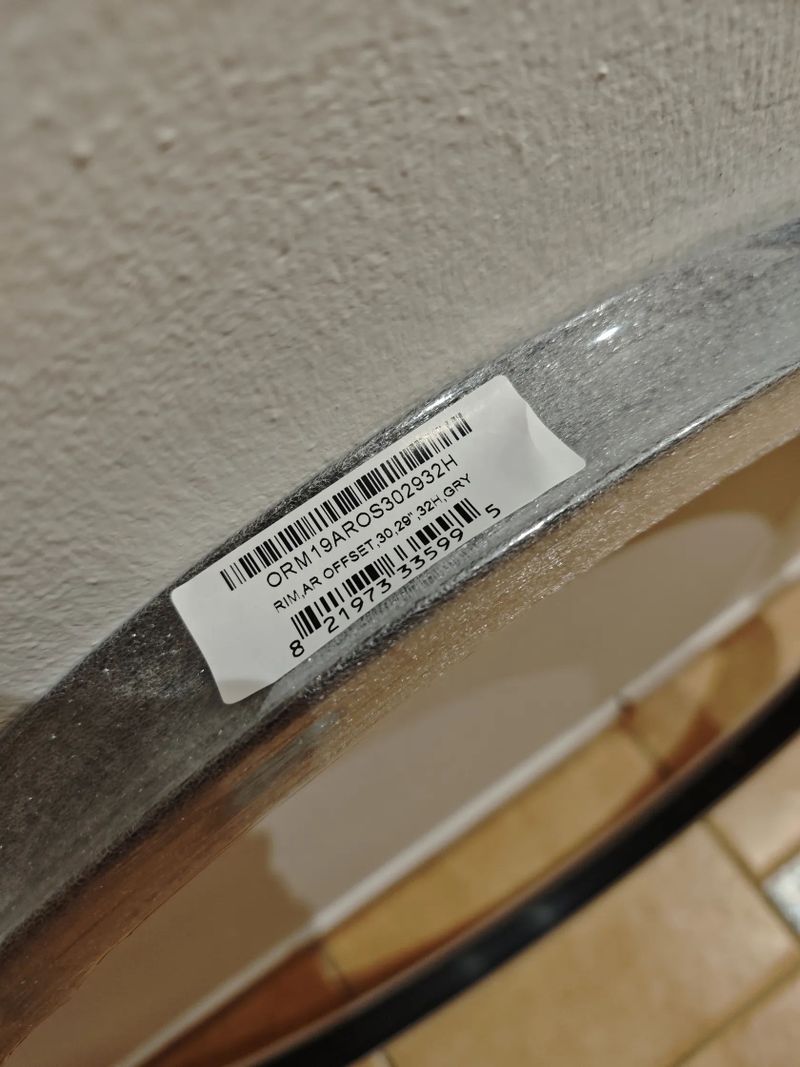 ORM19AROS302932H
RIM,AR OFFSET,30,29",32H,GRY
8 21973 33599 5